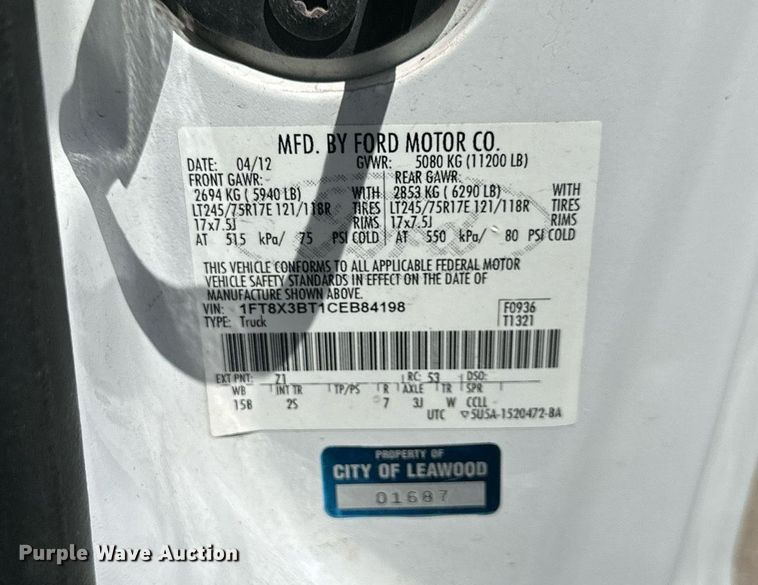 MFD. BY FORD MOTOR CO.
DATE: 04/12 GVWR: 5080 KG (11200 LB)
FRONT GAWR: REAR GAWR:
2694 KG ( 5940 LB) WITH 2853 KG ( 6290 LB) WITH
LT245/75R17E 121/118R TIRES LT245/75R17E 121/118R TIRES
17x7.5J RIMS 17x7.5J RIMS
AT 515 kPa/ 75 PSI COLD AT 550 kPa/ 80 PSI COLD
Ford
THIS VEHICLE CONFORMS TO ALL APPLICABLE FEDERAL MOTOR
VEHICLE SAFETY STANDARDS IN EFFECT ON THE DATE OF
MANUFACTURE SHOWN ABOVE.
VIN: 1FT8X3BT1CEB84198 F0936
TYPE: Truck T1321
EXT PNT: Z1 RC: 53 DSO:
WB INT TR TP/PS R AXLE TR SPR
158 2S 7 3J W CCLL
UTC ▽5U5A-1520472-BA
PROPERTY OF
CITY OF LEAWOOD
01687
Purple Wave Auction